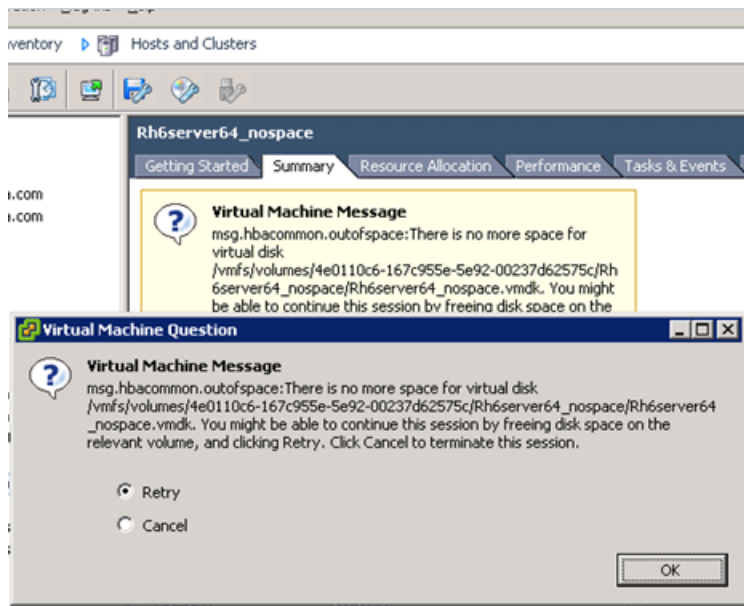 nventory Hosts and Clusters
Rh6server64_nospace
Getting Started Summary Resource Allocation Performance Tasks & Events
a.com
a.com
Virtual Machine Message
msg.hbacommon.outofspace:There is no more space for
virtual disk
/vmfs/volumes/4e0110c6-167c955e-5e92-00237d62575c/Rh
6server64_nospace/Rh6server64_nospace.vmdk. You might
be able to continue this session by freeing disk space on the
Virtual Machine Question
Virtual Machine Message
msg.hbacommon.outofspace:There is no more space for virtual disk
/vmfs/volumes/4e0110c6-167c955e-5e92-00237d62575c/Rh6server64_nospace/Rh6server64
_nospace.vmdk. You might be able to continue this session by freeing disk space on the
relevant volume, and clicking Retry. Click Cancel to terminate this session.
Retry
Cancel
OK